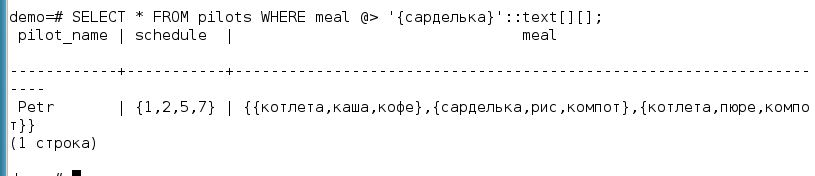 demo=# SELECT * FROM pilots WHERE meal @> '{сарделька}'::text[][];
 pilot_name | schedule  |                                meal
------------+-----------+----------------------------------------------------------------
----
 Petr       | {1,2,5,7} | {{котлета,каша,кофе},{сарделька,рис,компот},{котлета,пюре,компо
т}}
(1 строка)